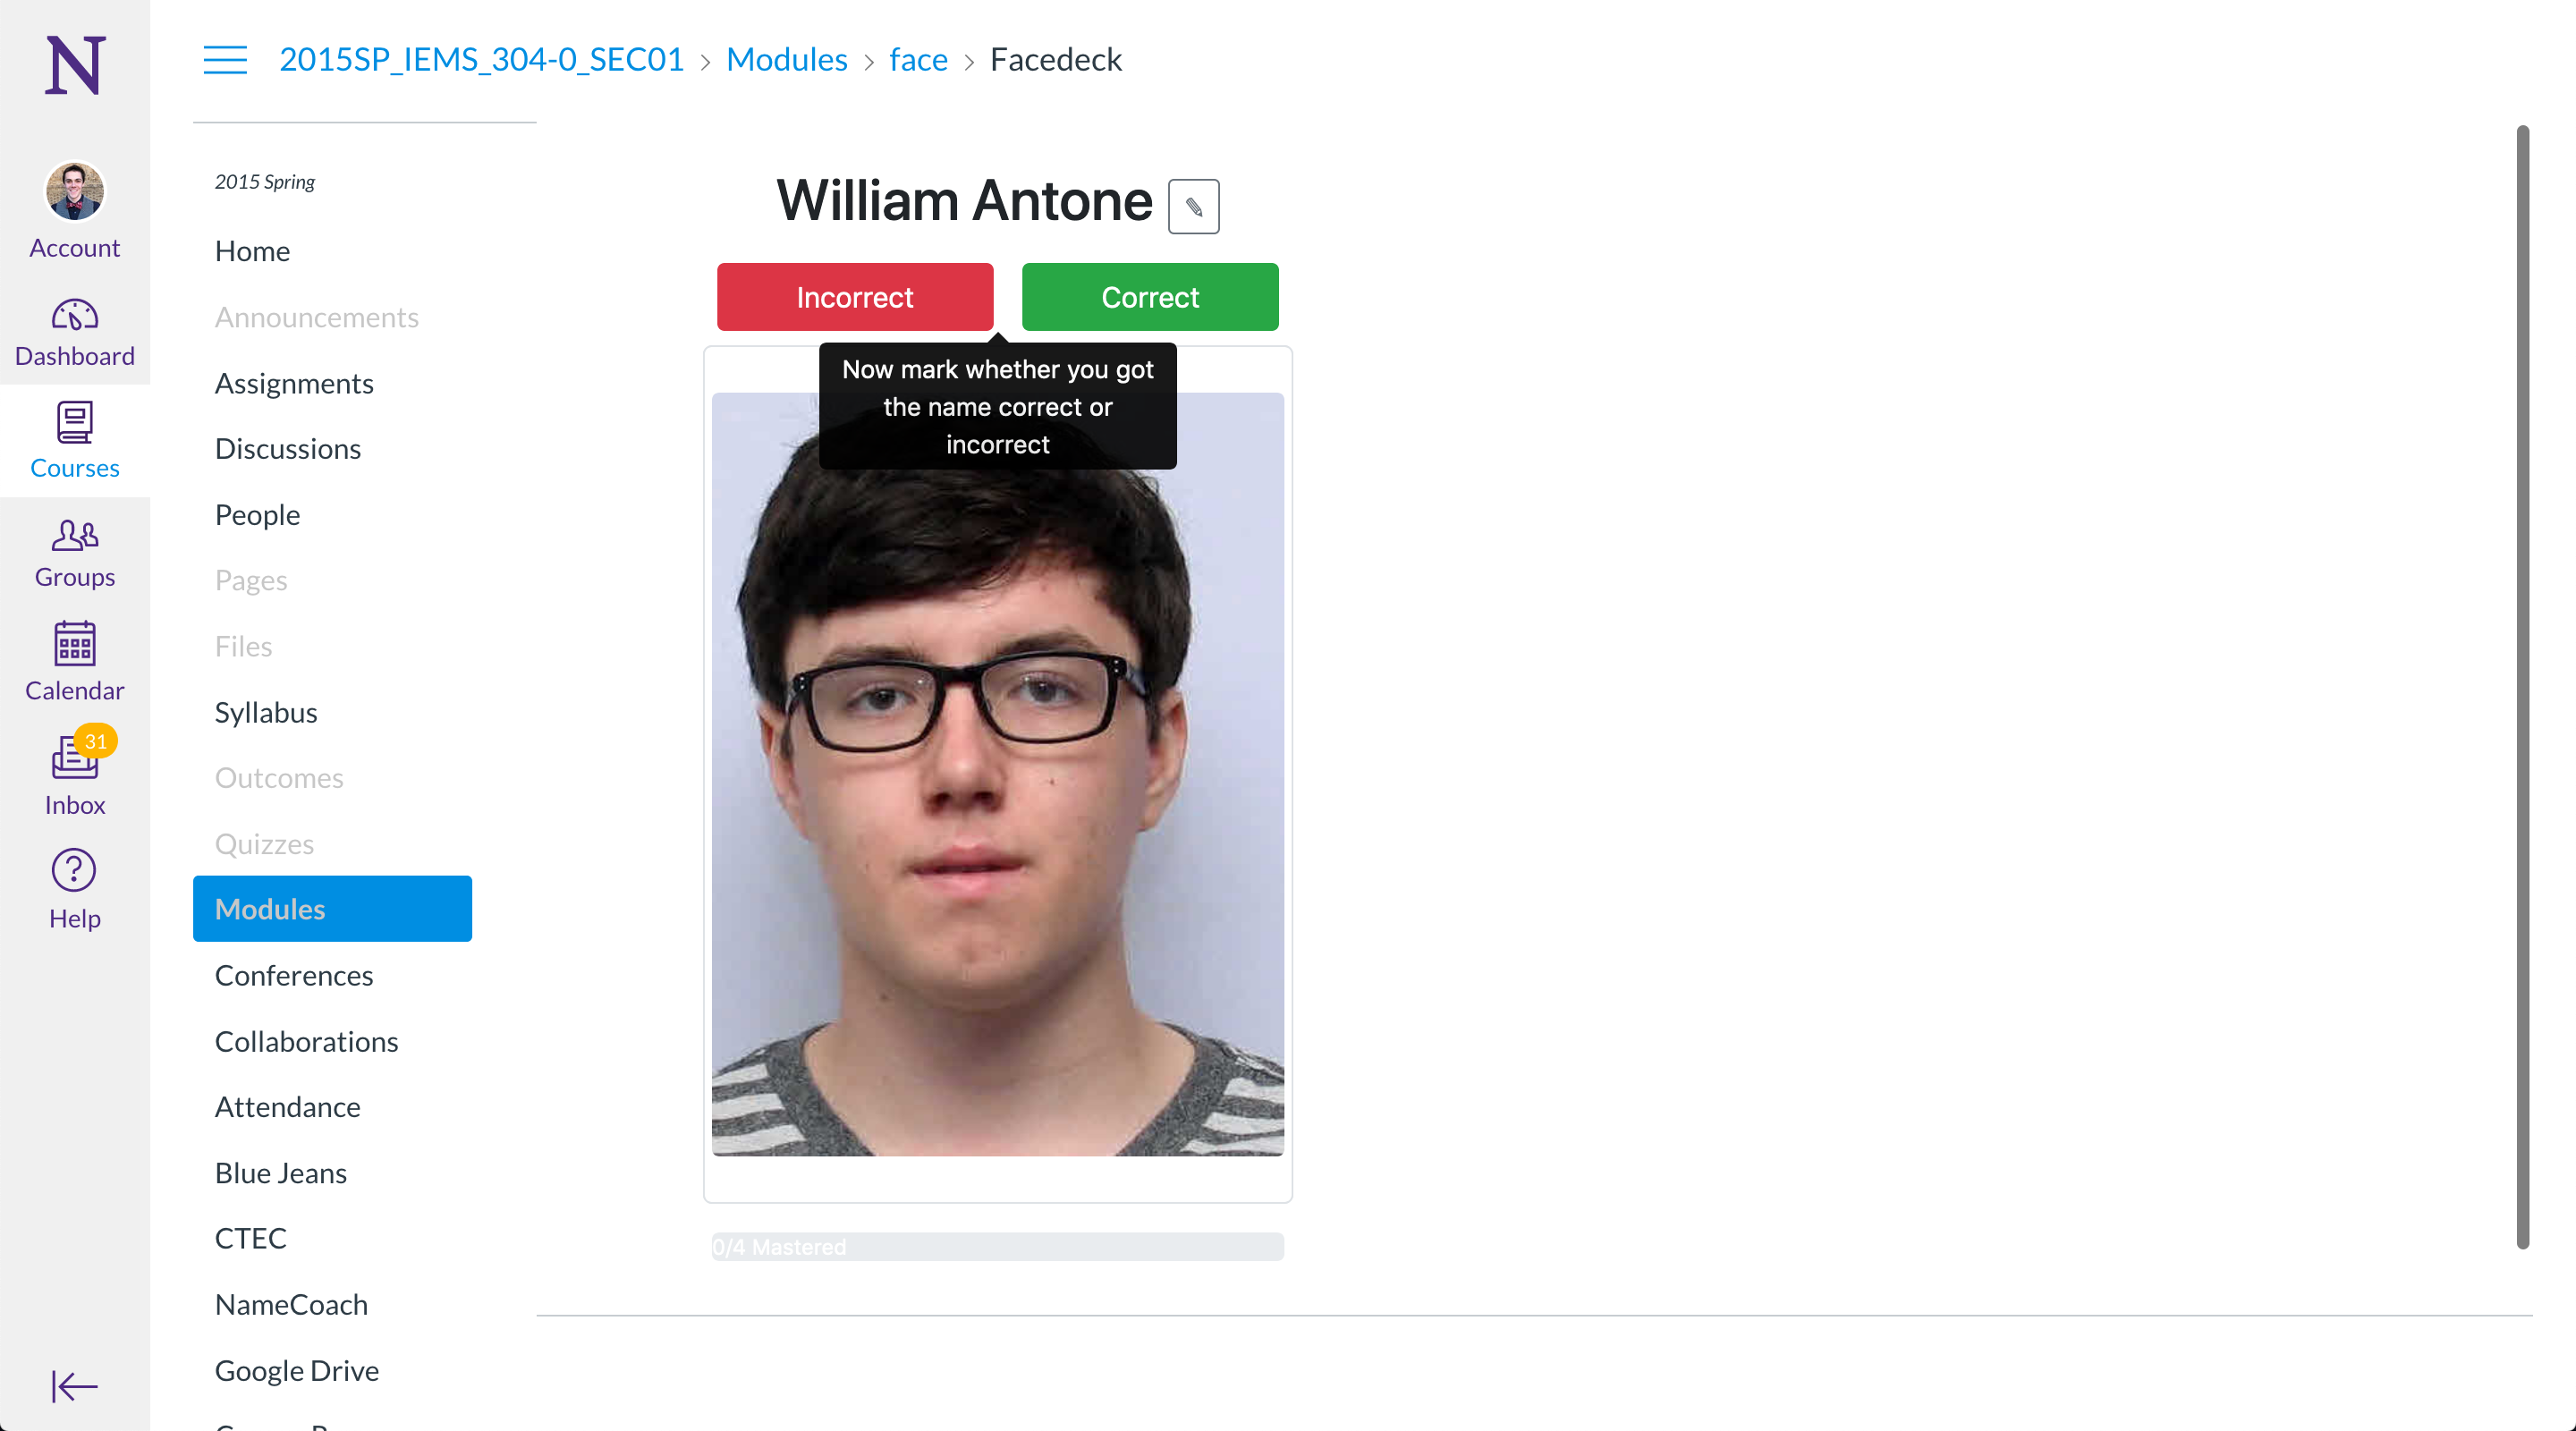 N
Account
Dashboard
Courses
Groups
Calendar
31
Inbox
Help
2015SP_IEMS_304-0_SEC01 > Modules > face > Facedeck
2015 Spring
Home
Announcements
Assignments
Discussions
People
Pages
Files
Syllabus
Outcomes
Quizzes
Modules
Conferences
Collaborations
Attendance
Blue Jeans
CTEC
NameCoach
Google Drive
William Antone
Incorrect
Correct
Now mark whether you got
the name correct or
incorrect
0/4 Mastered